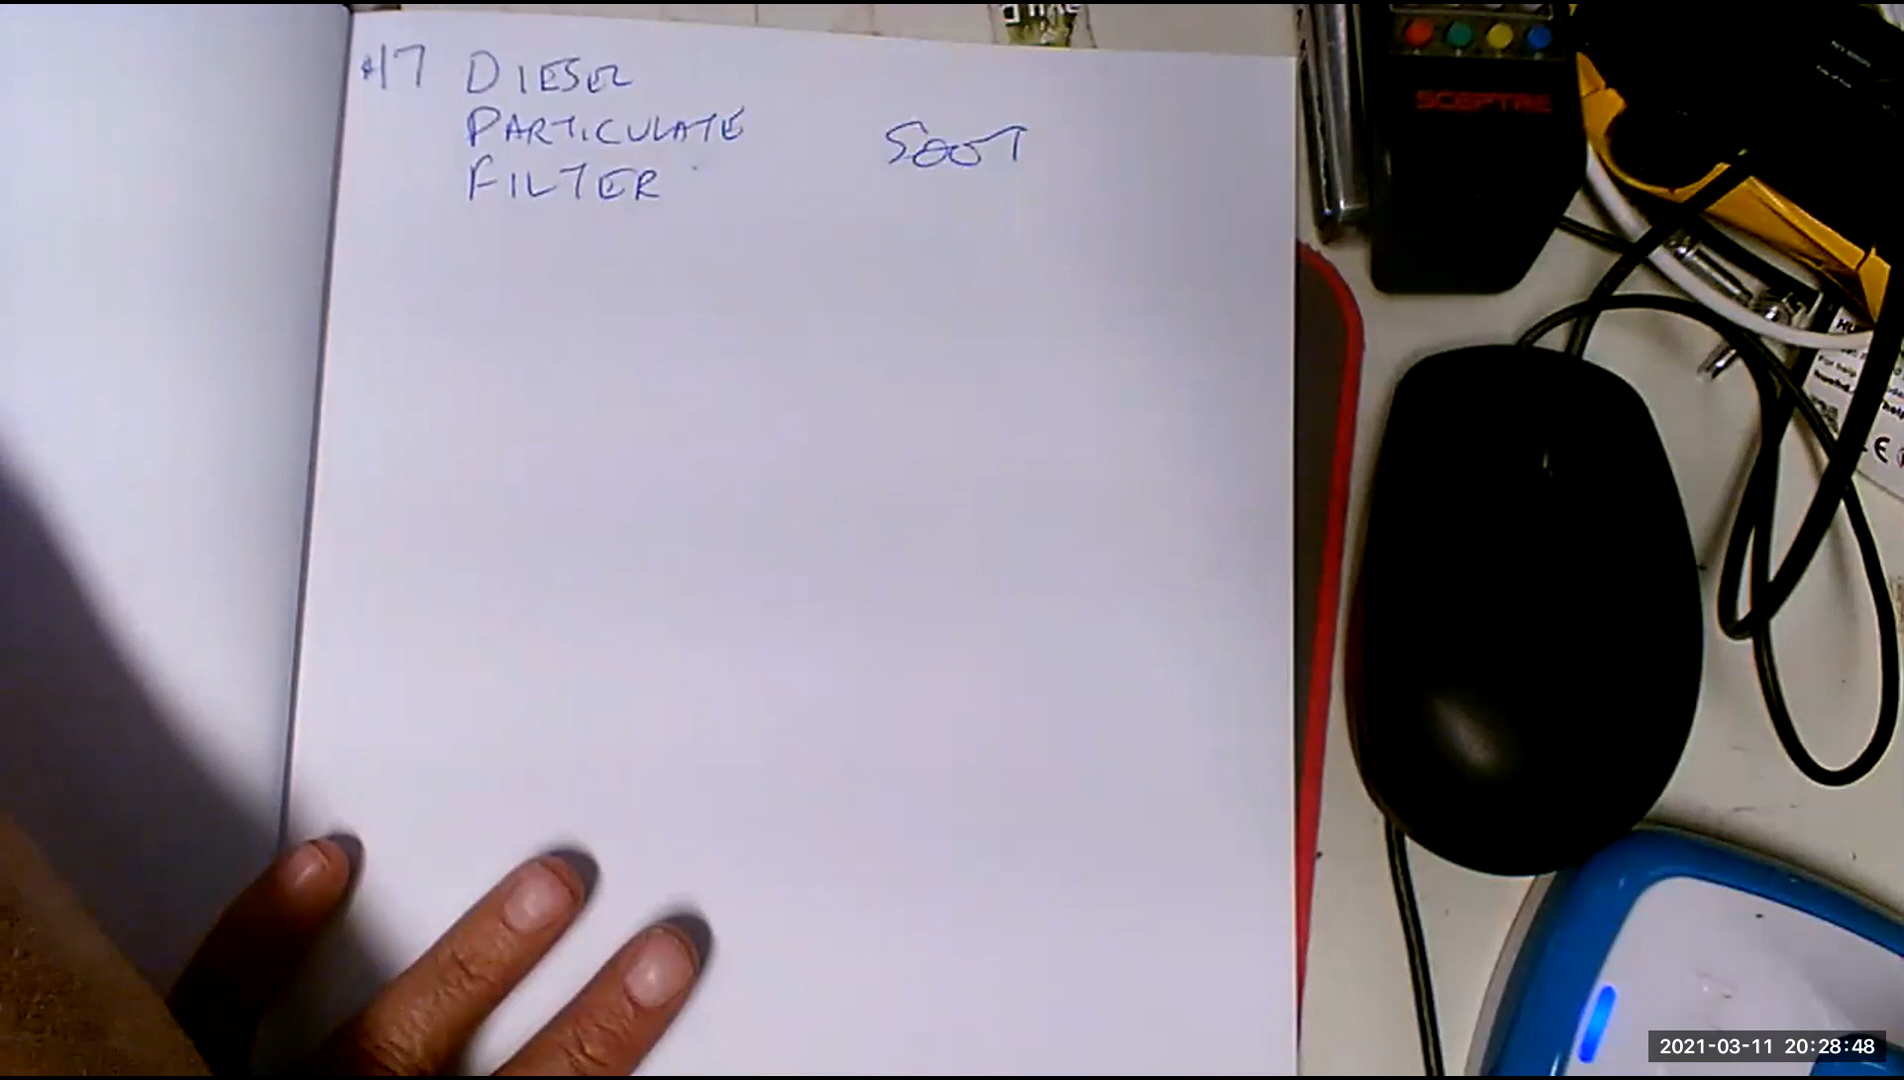 #17 DIESEL
PARTICULATE
FILTER
SOOT
SCEPTRE
2021-03-11 20:28:48